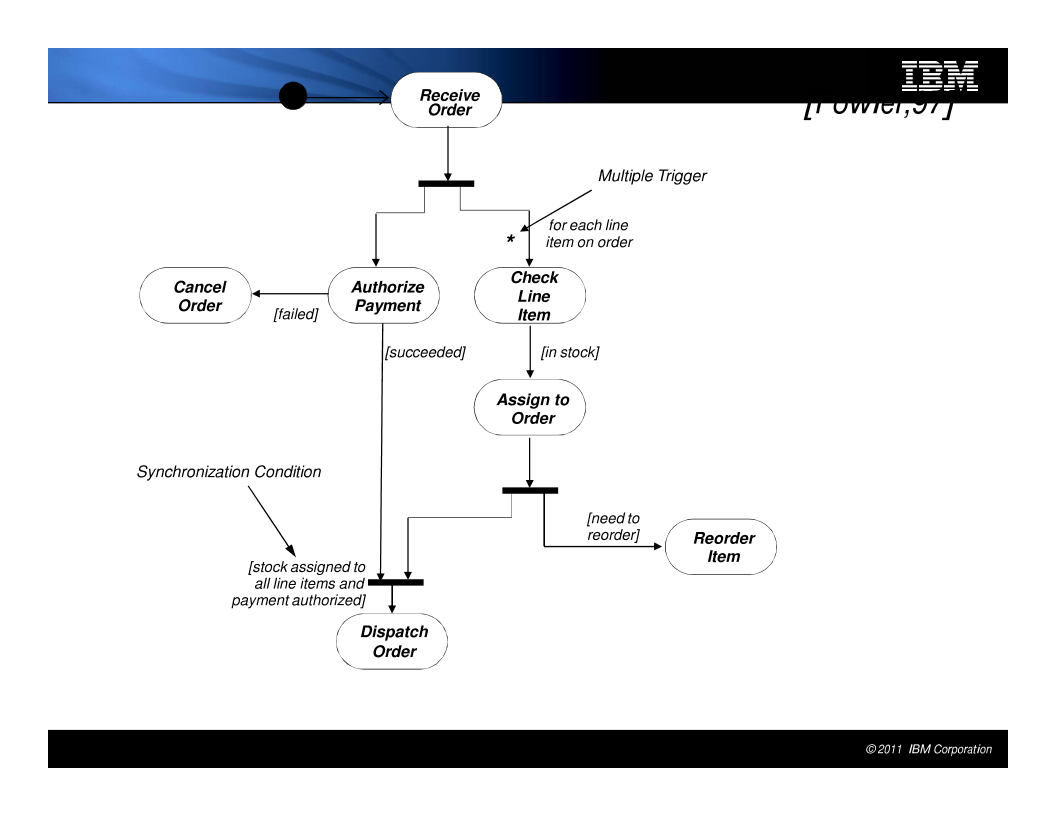 IBM
Receive
Order
Multiple Trigger
*
for each line
item on order
Cancel
Order
[failed]
Authorize
Payment
Check
Line
Item
[succeeded]
[in stock]
Assign to
Order
Synchronization Condition
[need to
reorder]
Reorder
Item
[stock assigned to
all line items and
payment authorized]
Dispatch
Order
© 2011 IBM Corporation
[Fowler,97]